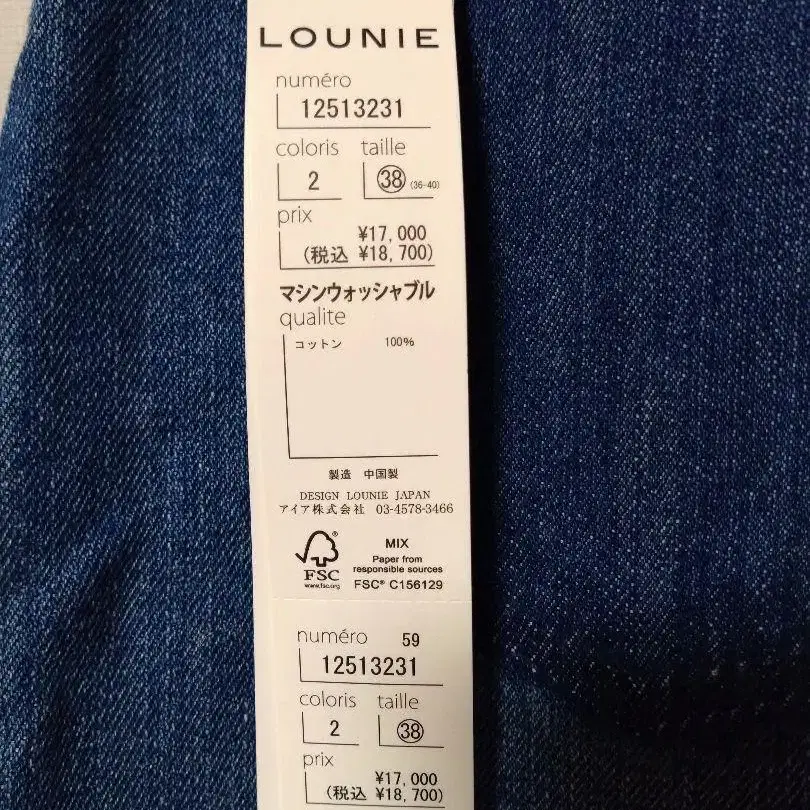 LOUNIE
numéro
12513231
coloris taille
2 ㊳ (36-40)
prix
¥17,000
(税込 ¥18,700)
マシンウォッシャブル
qualite
コットン 100%
製造 中国製
DESIGN LOUNIE JAPAN
アイア株式会社 03-4578-3466
MIX
Paper from
responsible sources
FSC® C156129
®
FSC
www.fsc.org
numéro 59
12513231
coloris taille
2 ㊳
prix
¥17,000
(税込 ¥18,700)